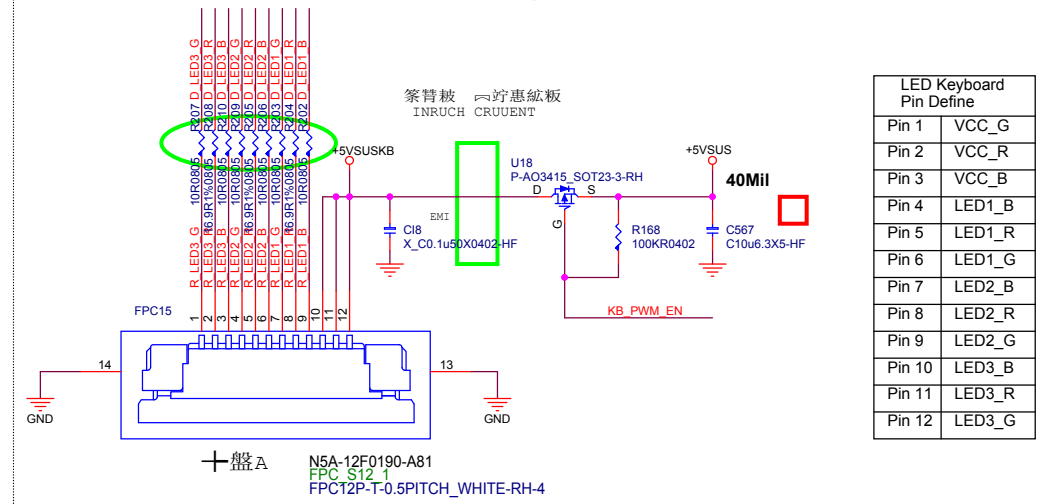 R_LED3_G 10R0805 R207 D_LED3_G
R_LED3_R 16.9R1%0805 R208 D_LED3_R
R_LED3_B 10R0805 R210 D_LED3_B
R_LED2_G 10R0805 R209 D_LED2_G
R_LED2_R 16.9R1%0805 R205 D_LED2_R
R_LED2_B 10R0805 R206 D_LED2_B
R_LED1_G 10R0805 R203 D_LED1_G
R_LED1_R 16.9R1%0805 R204 D_LED1_R
R_LED1_B 10R0805 R202 D_LED1_B
INRUCH CRUUENT
+5VSUSKB
U18
P-AO3415_SOT23-3-RH
D
S
G
+5VSUS
40Mil
EMI
CI8
X_C0.1u50X0402-HF
R168
100KR0402
C567
C10u6.3X5-HF
KB_PWM_EN
FPC15
1
2
3
4
5
6
7
8
9
10
11
12
14
13
GND
GND
十盤A
N5A-12F0190-A81
FPC_S12_1
FPC12P-T-0.5PITCH_WHITE-RH-4
LED Keyboard
Pin Define
Pin 1 VCC_G
Pin 2 VCC_R
Pin 3 VCC_B
Pin 4 LED1_B
Pin 5 LED1_R
Pin 6 LED1_G
Pin 7 LED2_B
Pin 8 LED2_R
Pin 9 LED2_G
Pin 10 LED3_B
Pin 11 LED3_R
Pin 12 LED3_G